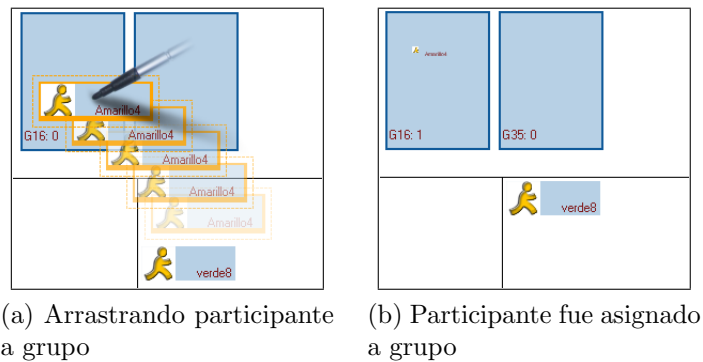 Amarillo4
G16: 0
Amarillo4
Amarillo4
Amarillo4
Amarillo4
verde8
(a) Arrastrando participante
a grupo
Amarillo4
G16: 1
G35: 0
verde8
(b) Participante fue asignado
a grupo